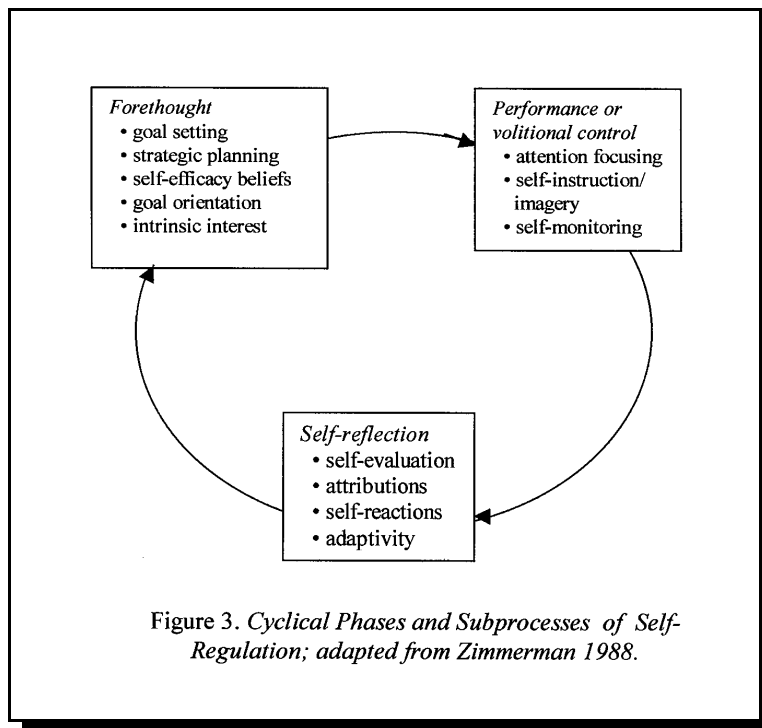 Forethought
• goal setting
• strategic planning
• self-efficacy beliefs
• goal orientation
• intrinsic interest
Performance or
volitional control
• attention focusing
• self-instruction/
imagery
• self-monitoring
Self-reflection
• self-evaluation
• attributions
• self-reactions
• adaptivity
Figure 3. Cyclical Phases and Subprocesses of Self-
Regulation; adapted from Zimmerman 1988.